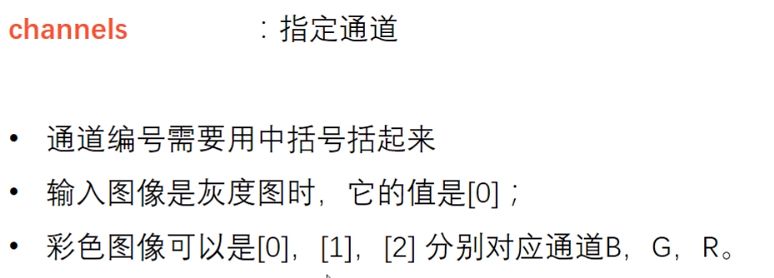 channels ：指定通道
• 通道编号需要用中括号括起来
• 输入图像是灰度图时，它的值是[0]；
• 彩色图像可以是[0]，[1]，[2] 分别对应通道B，G，R。